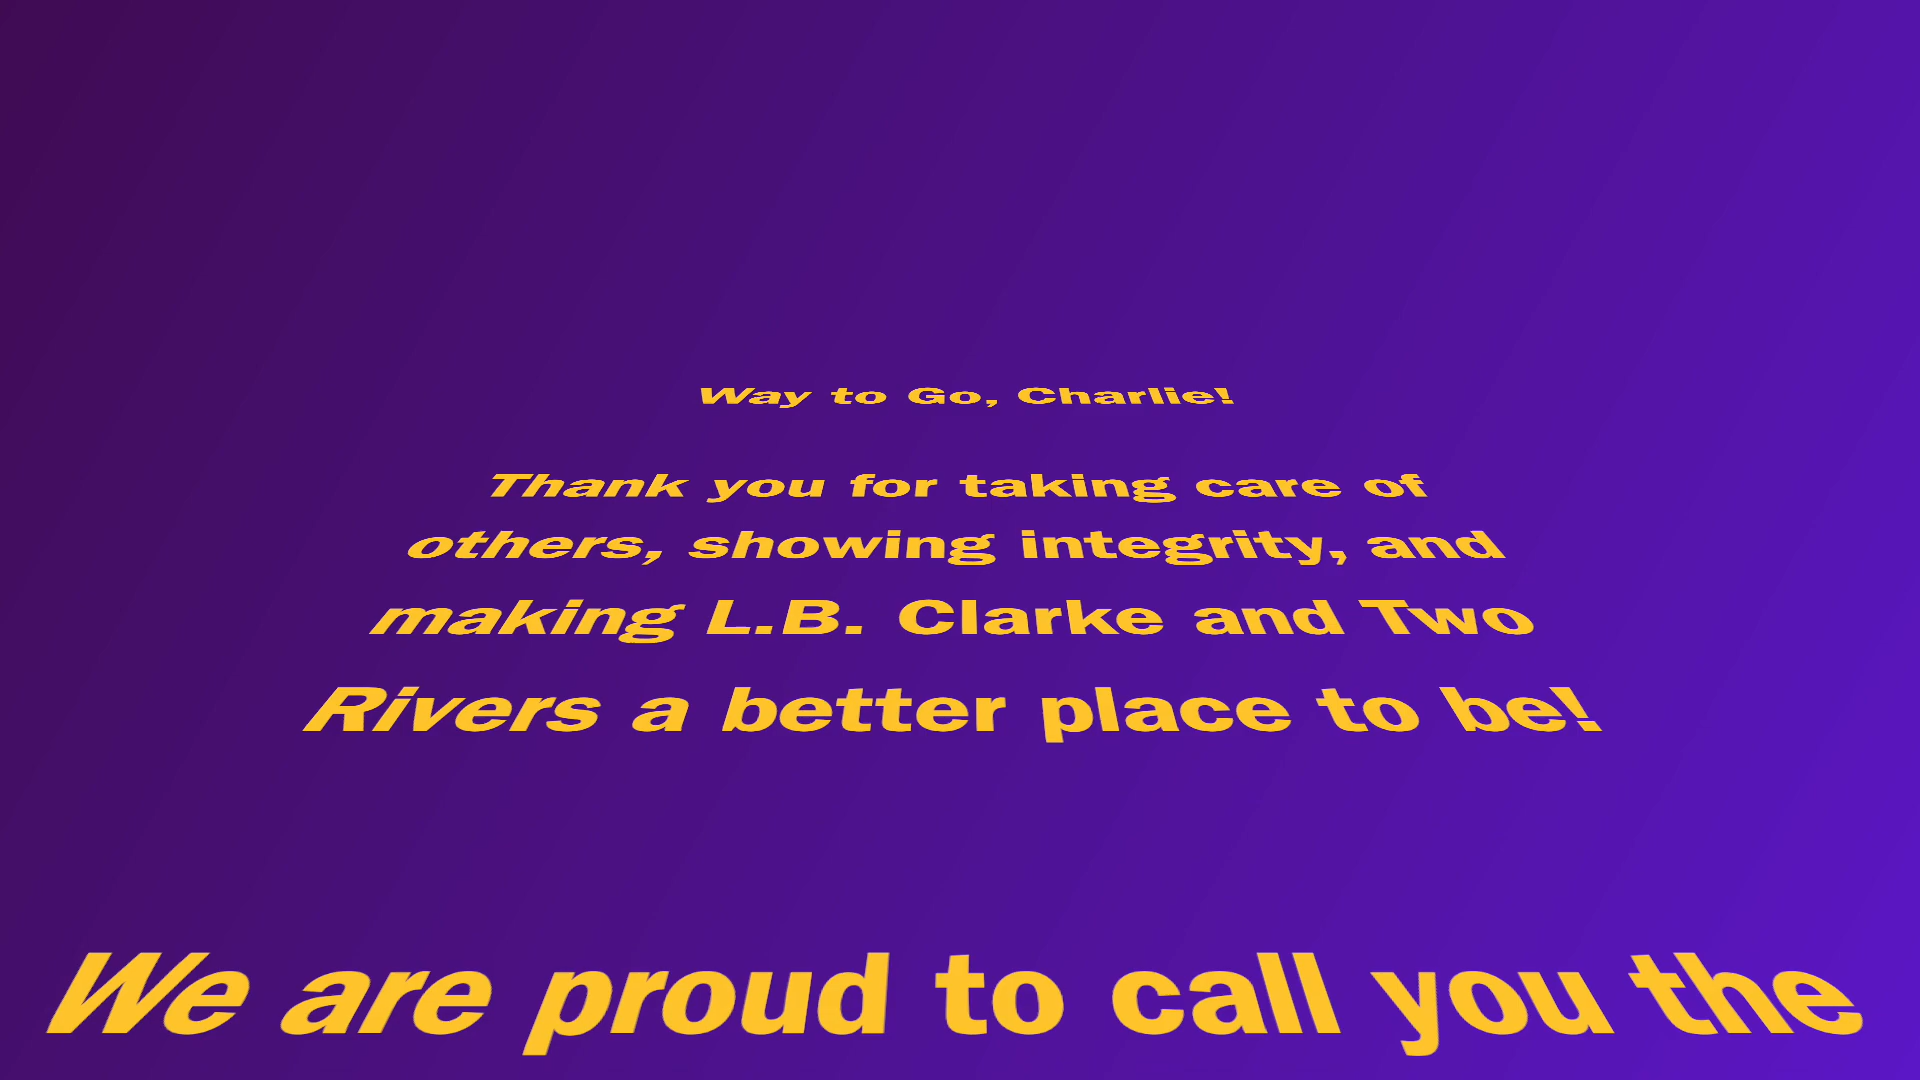 Way to Go, Charlie!
Thank you for taking care of
others, showing integrity, and
making L.B. Clarke and Two
Rivers a better place to be!
We are proud to call you the